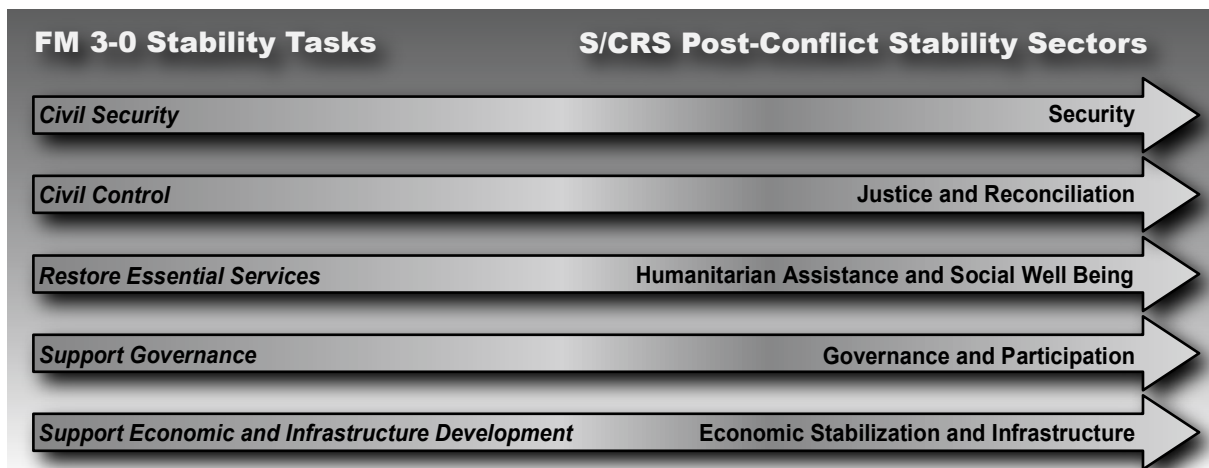 FM 3-0 Stability Tasks S/CRS Post-Conflict Stability Sectors
Civil Security Security
Civil Control Justice and Reconciliation
Restore Essential Services Humanitarian Assistance and Social Well Being
Support Governance Governance and Participation
Support Economic and Infrastructure Development Economic Stabilization and Infrastructure